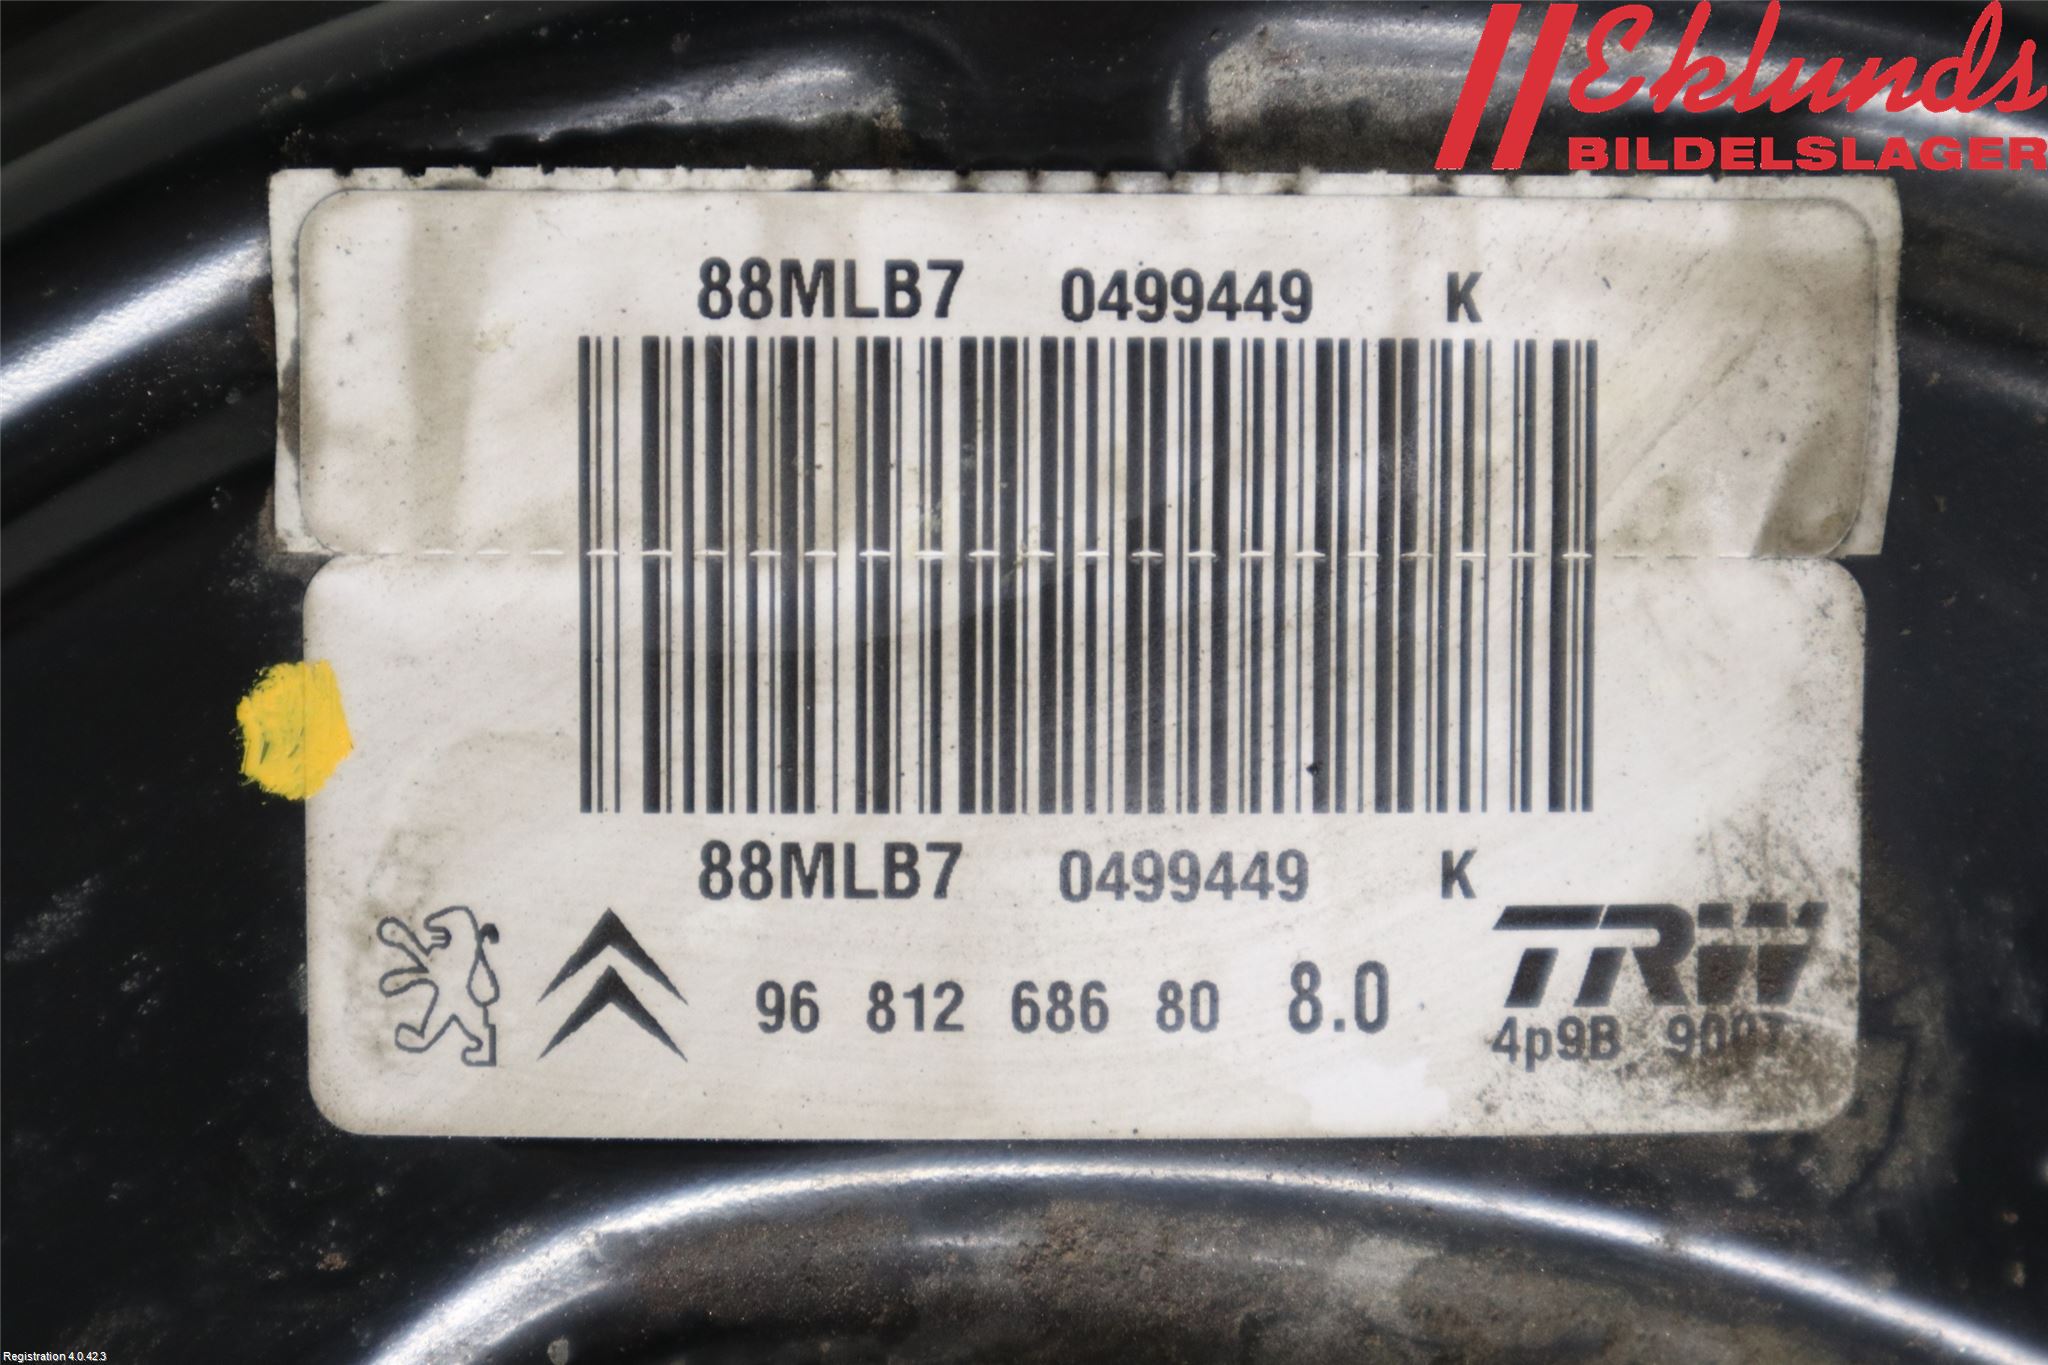 Eklunds
BILDELSLAGER
88MLB7 0499449 K
88MLB7 0499449 K
96 812 686 80 8.0
TRW
4p9B
Registration 4.0.42.3